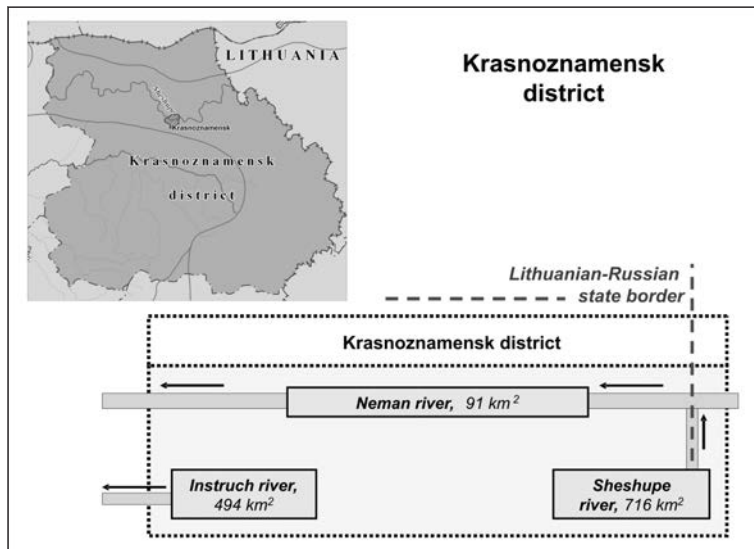 LITHUANIA
Krasnoznamensk
Krasnoznamensk
district
Krasnoznamensk
district
Lithuanian-Russian
state border
Krasnoznamensk district
Neman river, 91 km²
Instruch river,
494 km²
Sheshupe
river, 716 km²